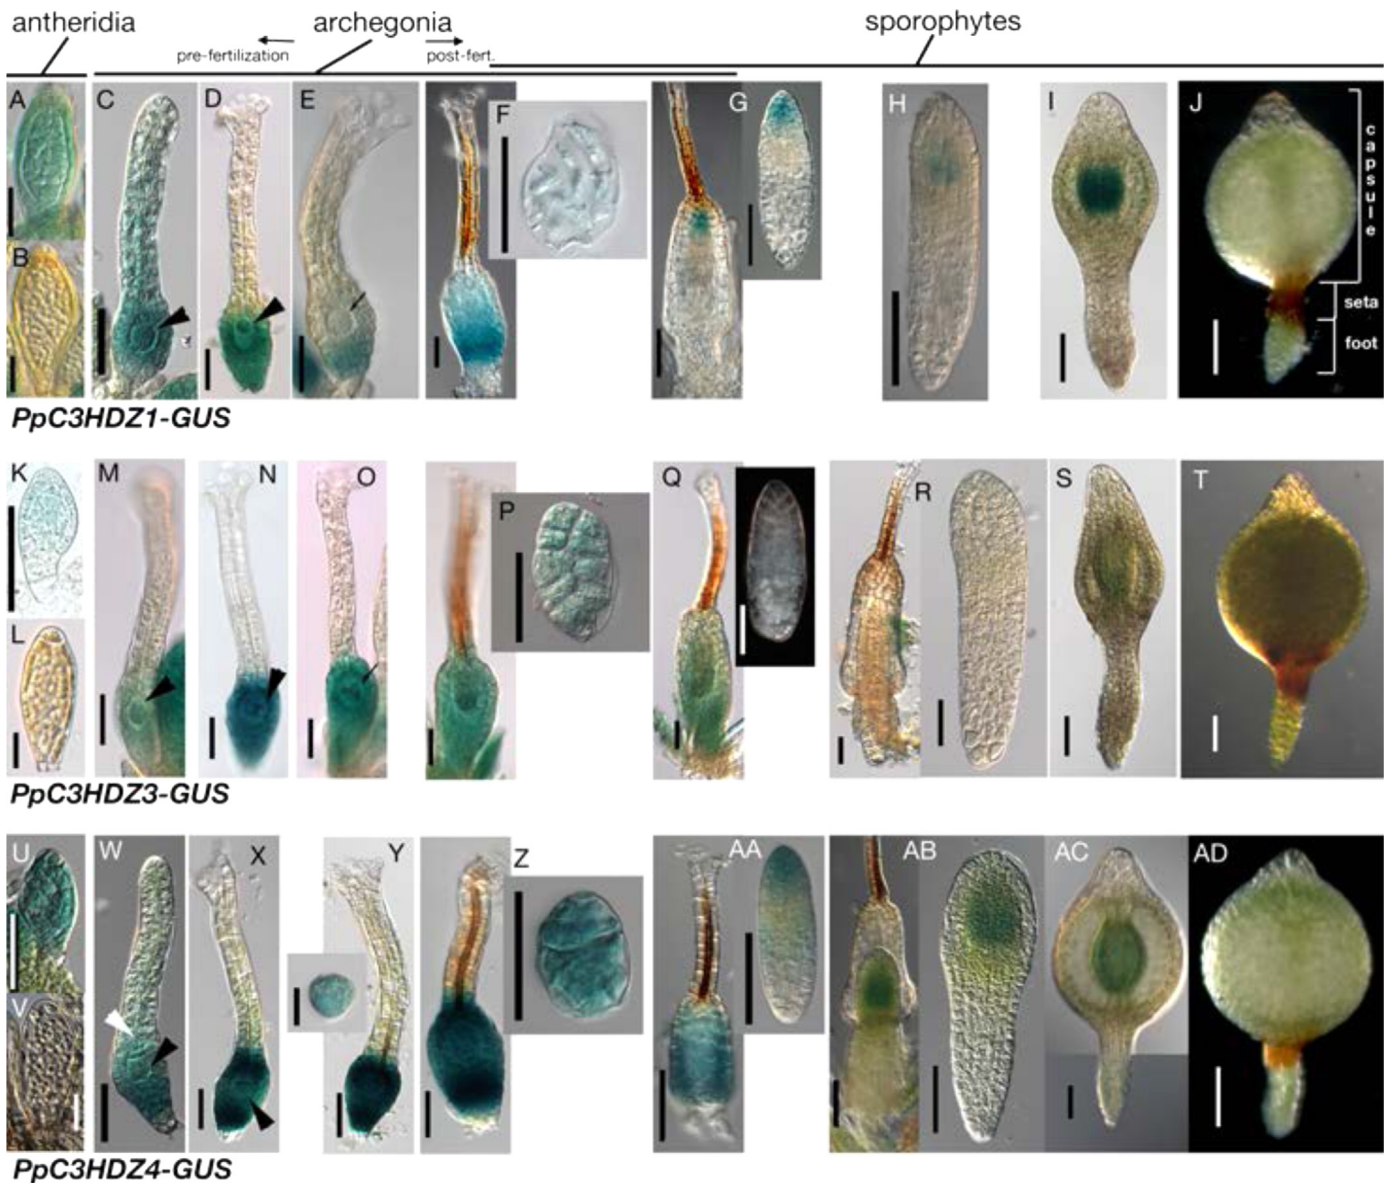 antheridia archegonia sporophytes
pre-fertilization post-fert.
A C D E F G H I J
B
capsule
seta
foot
PpC3HDZ1-GUS
K M N O P Q R S T
L
PpC3HDZ3-GUS
U W X Y Z AA AB AC AD
V
PpC3HDZ4-GUS